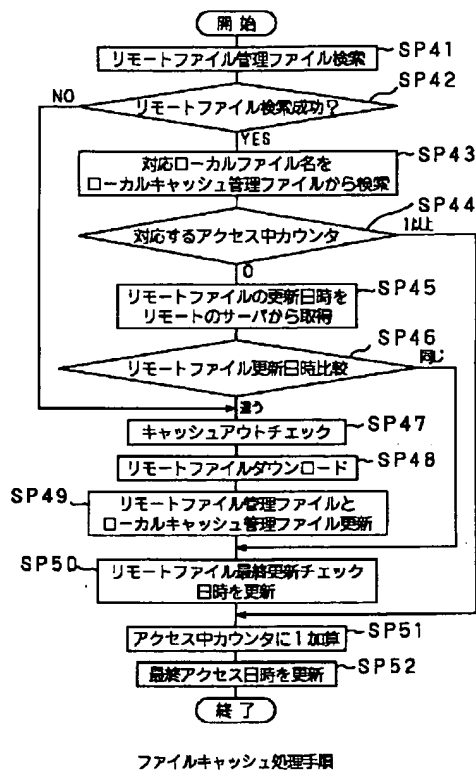 開始
リモートファイル管理ファイル検索
SP41
SP42
NO
リモートファイル検索成功?
YES
SP43
対応ローカルファイル名を
ローカルキャッシュ管理ファイルから検索
SP44
1以上
対応するアクセス中カウンタ
0
SP45
リモートファイルの更新日時を
リモートのサーバから取得
SP46
同じ
リモートファイル更新日時比較
違う
SP47
キャッシュアウトチェック
SP48
リモートファイルダウンロード
SP49
リモートファイル管理ファイルと
ローカルキャッシュ管理ファイル更新
SP50
リモートファイル最終更新チェック
日時を更新
SP51
アクセス中カウンタに1加算
SP52
最終アクセス日時を更新
終了
ファイルキャッシュ処理手順